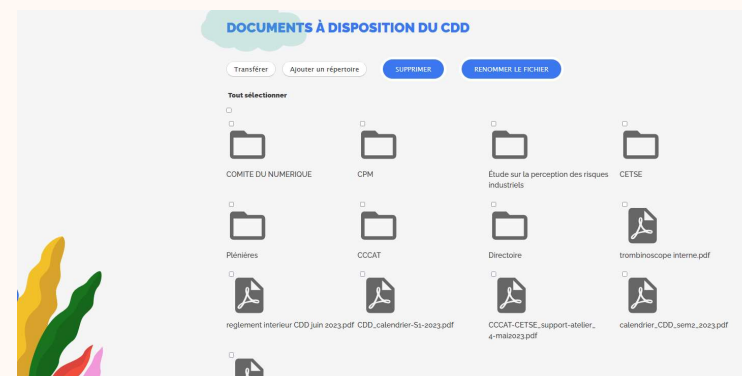 DOCUMENTS À DISPOSITION DU CDD
Transférer Ajouter un répertoire SUPPRIMER RENOMMER LE FICHIER
Tout sélectionner
COMITE DU NUMERIQUE CPM Étude sur la perception des risques CETSE
industriels
Plénières CCCAT Directoire trombinoscope interne.pdf
reglement interieur CDD juin 2023.pdf CDD_calendrier-S1-2023.pdf CCCAT-CETSE_support-atelier_ calendrier_CDD_sem2_2023.pdf
4-mai2023.pdf